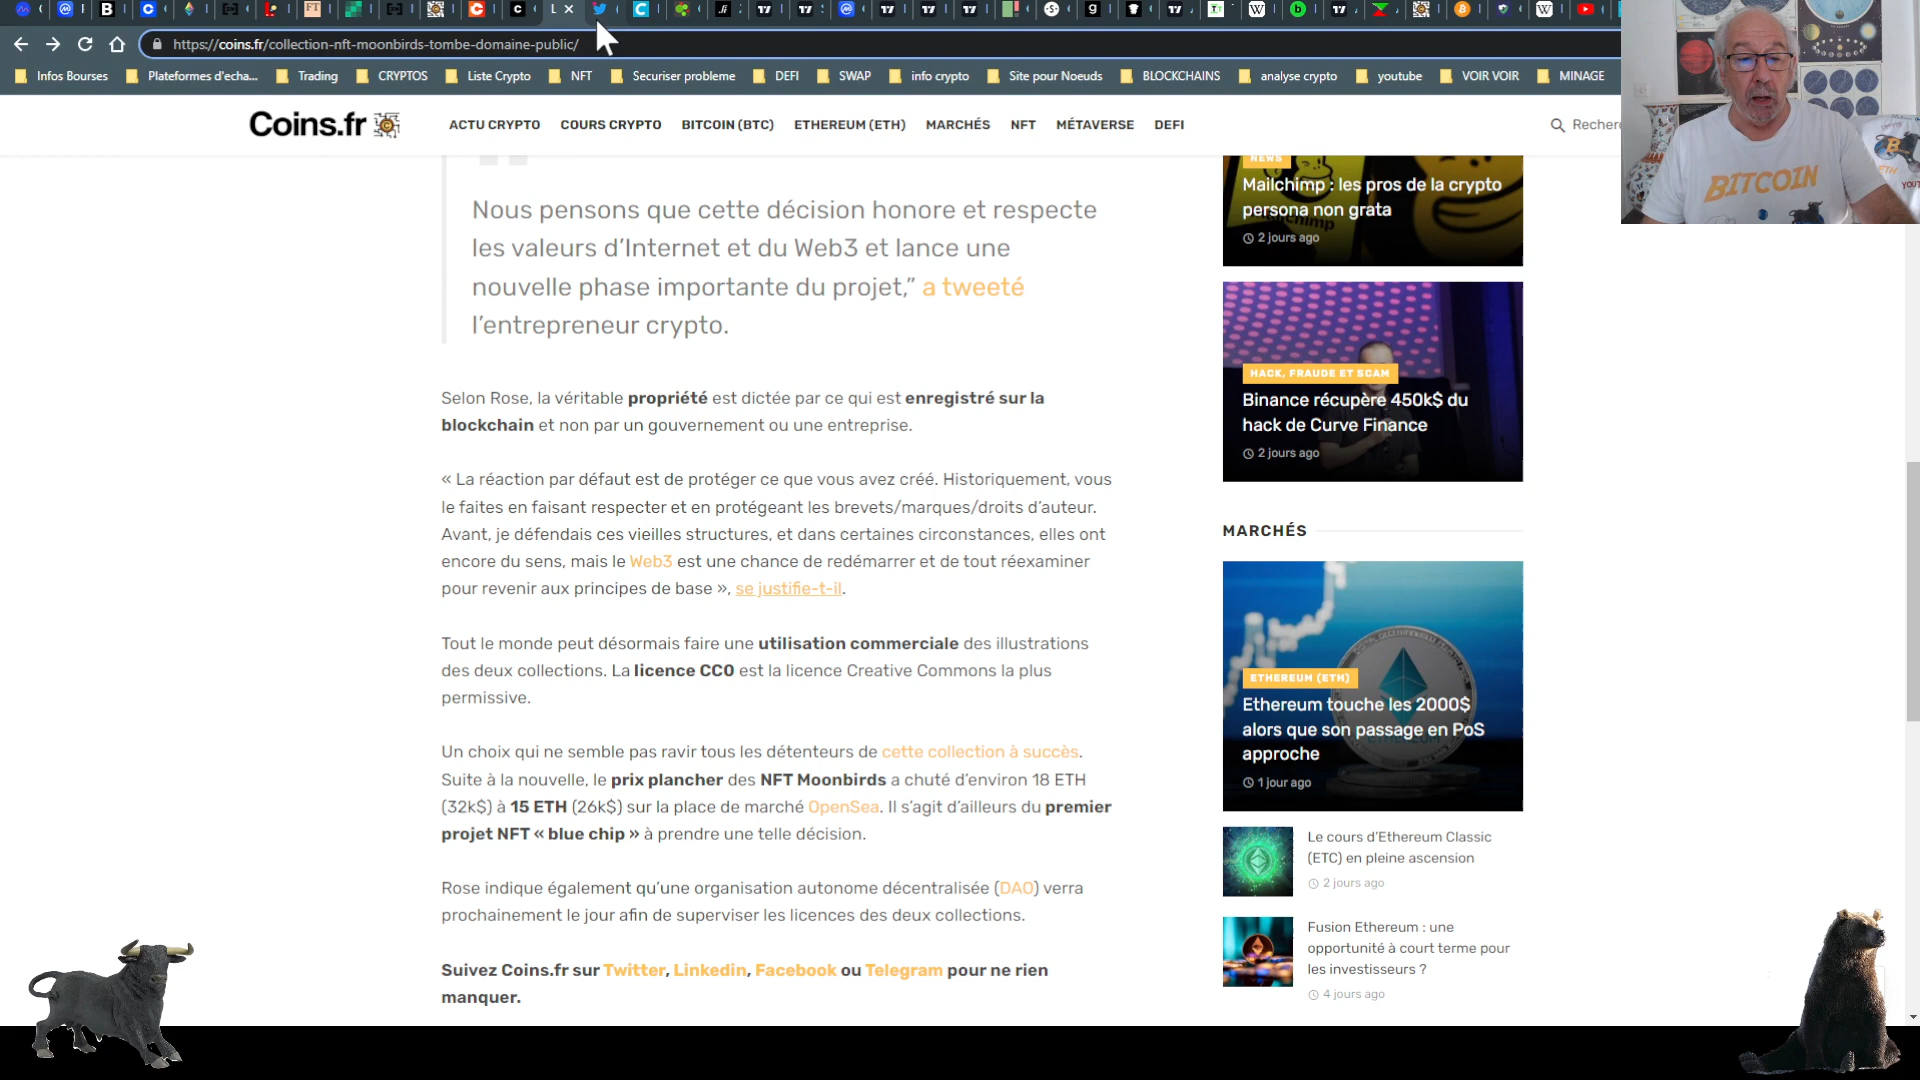 https://coins.fr/collection-nft-moonbirds-tombe-domaine-public/
Infos Bourses
Plateformes d'echa...
Trading
CRYPTOS
Liste Crypto
NFT
Securiser probleme
DEFI
SWAP
info crypto
Site pour Noeuds
BLOCKCHAINS
analyse crypto
youtube
VOIR VOIR
MINAGE
Coins.fr
ACTU CRYPTO
COURS CRYPTO
BITCOIN (BTC)
ETHEREUM (ETH)
MARCHÉS
NFT
MÉTAVERSE
DEFI
Nous pensons que cette décision honore et respecte
les valeurs d’Internet et du Web3 et lance une
nouvelle phase importante du projet,” a tweeté
l’entrepreneur crypto.
Selon Rose, la véritable propriété est dictée par ce qui est enregistré sur la
blockchain et non par un gouvernement ou une entreprise.
« La réaction par défaut est de protéger ce que vous avez créé. Historiquement, vous
le faites en faisant respecter et en protégeant les brevets/marques/droits d’auteur.
Avant, je défendais ces vieilles structures, et dans certaines circonstances, elles ont
encore du sens, mais le Web3 est une chance de redémarrer et de tout réexaminer
pour revenir aux principes de base », se justifie-t-il.
Tout le monde peut désormais faire une utilisation commerciale des illustrations
des deux collections. La licence CC0 est la licence Creative Commons la plus
permissive.
Un choix qui ne semble pas ravir tous les détenteurs de cette collection à succès.
Suite à la nouvelle, le prix plancher des NFT Moonbirds a chuté d’environ 18 ETH
(32k$) à 15 ETH (26k$) sur la place de marché OpenSea. Il s’agit d’ailleurs du premier
projet NFT « blue chip » à prendre une telle décision.
Rose indique également qu’une organisation autonome décentralisée (DAO) verra
prochainement le jour afin de superviser les licences des deux collections.
Suivez Coins.fr sur Twitter, Linkedin, Facebook ou Telegram pour ne rien
manquer.
NEWS
Mailchimp : les pros de la crypto
persona non grata
2 jours ago
HACK, FRAUDE ET SCAM
Binance récupère 450k$ du
hack de Curve Finance
2 jours ago
MARCHÉS
ETHEREUM (ETH)
Ethereum touche les 2000$
alors que son passage en PoS
approche
1 jour ago
Le cours d’Ethereum Classic
(ETC) en pleine ascension
2 jours ago
Fusion Ethereum : une
opportunité à court terme pour
les investisseurs ?
4 jours ago
BITCOIN
ETH